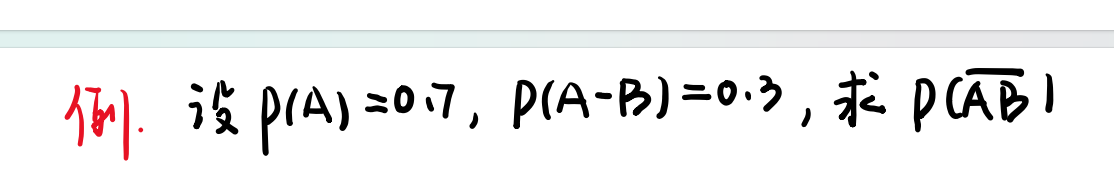 例. 设 P(A)=0.7, P(A-B)=0.3, 求 P(\overline{AB})